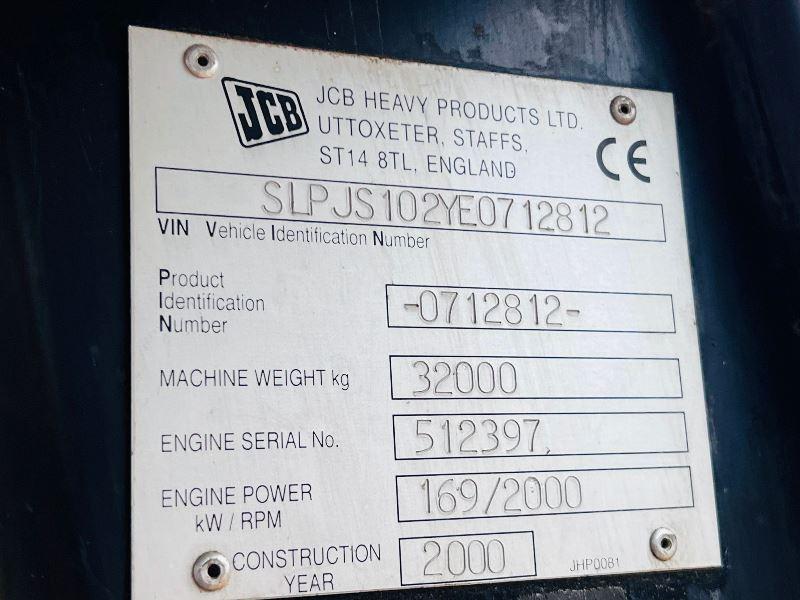 JCB
JCB HEAVY PRODUCTS LTD.
UTTOXETER, STAFFS,
ST14 8TL, ENGLAND
CE
SLPJS102YE0712812
VIN Vehicle Identification Number
Product
Identification
Number
-0712812-
MACHINE WEIGHT kg
32000
ENGINE SERIAL No.
512397.
ENGINE POWER
kW / RPM
169/2000
CONSTRUCTION
YEAR
2000
JHP0081